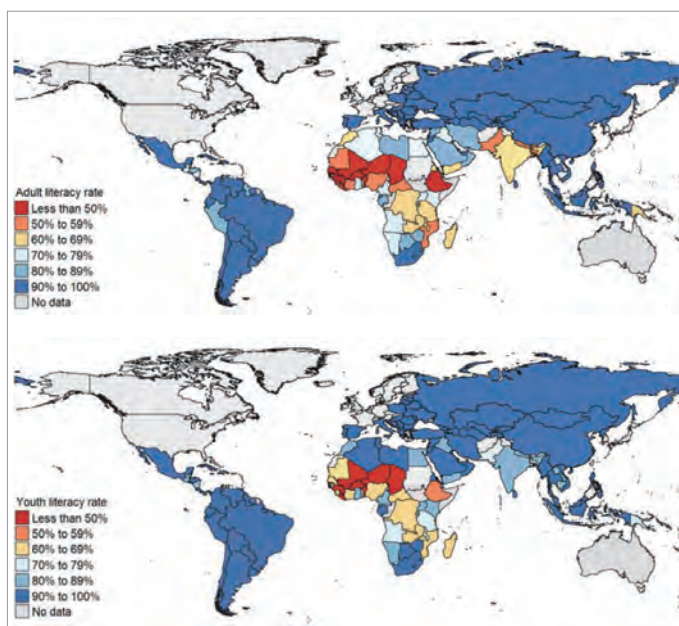 Adult literacy rate
Less than 50%
50% to 59%
60% to 69%
70% to 79%
80% to 89%
90% to 100%
No data
Youth literacy rate
Less than 50%
50% to 59%
60% to 69%
70% to 79%
80% to 89%
90% to 100%
No data